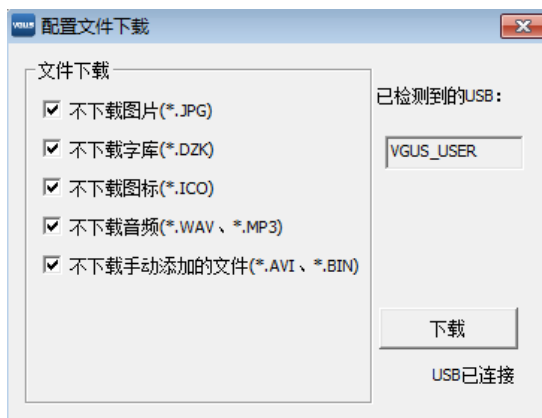 VGUS 配置文件下载
文件下载
不下载图片(*.JPG)
不下载字库(*.DZK)
不下载图标(*.ICO)
不下载音频(*.WAV、*.MP3)
不下载手动添加的文件(*.AVI、*.BIN)
已检测到的USB：
VGUS_USER
下载
USB已连接